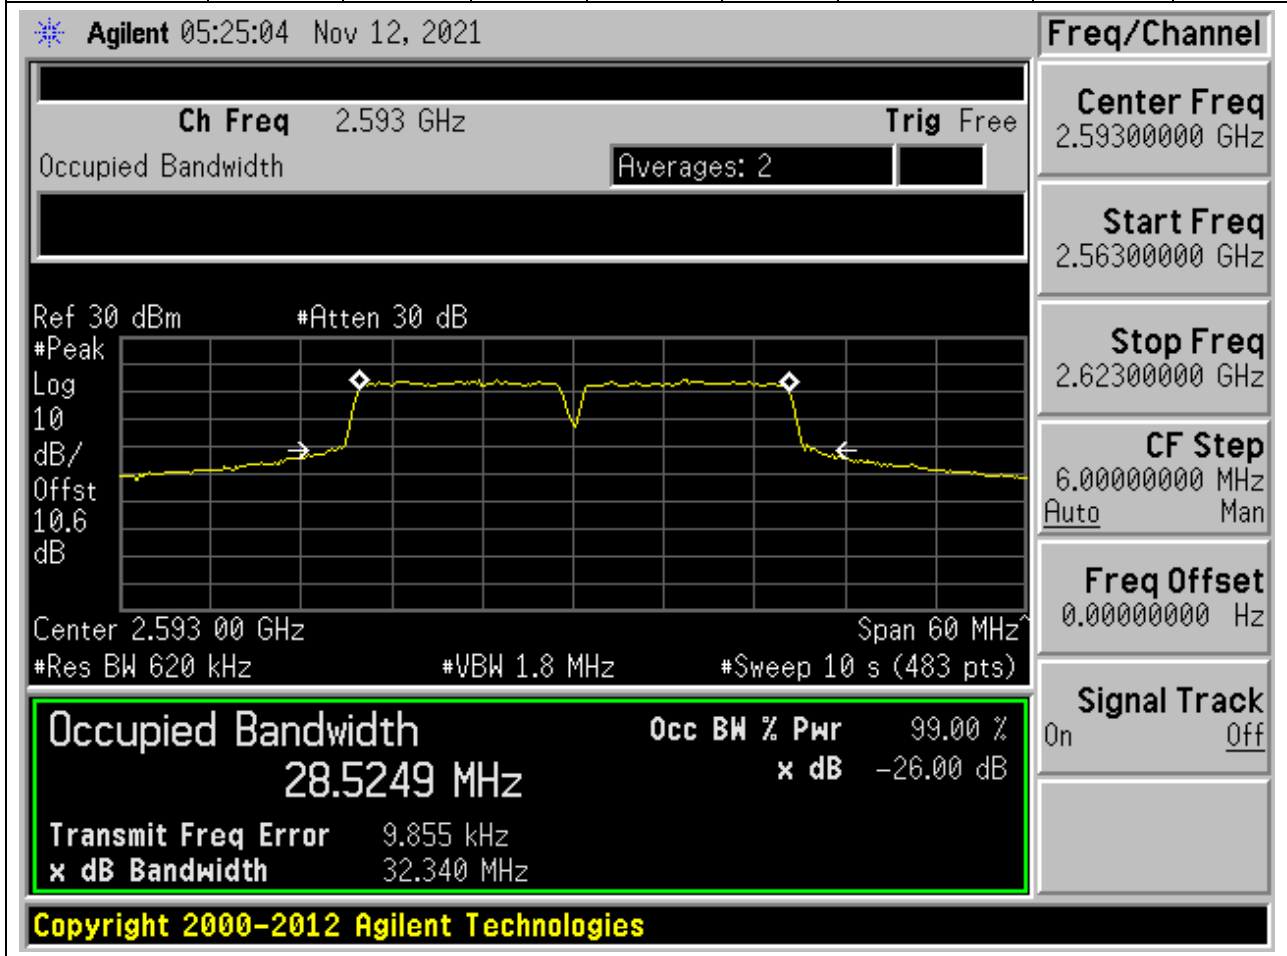 Agilent 05:25:04 Nov 12, 2021
Freq/Channel
Ch Freq 2.593 GHz Trig Free
Occupied Bandwidth Averages: 2
Ref 30 dBm #Atten 30 dB
#Peak
Log
10
dB/
Offst
10.6
dB
Center 2.593 00 GHz Span 60 MHz^
#Res BW 620 kHz #VBW 1.8 MHz #Sweep 10 s (483 pts)
Occupied Bandwidth Occ BW % Pwr 99.00 %
28.5249 MHz x dB -26.00 dB
Transmit Freq Error 9.855 kHz
x dB Bandwidth 32.340 MHz
Copyright 2000-2012 Agilent Technologies
Center Freq
2.59300000 GHz
Start Freq
2.56300000 GHz
Stop Freq
2.62300000 GHz
CF Step
6.00000000 MHz
Auto Man
Freq Offset
0.00000000 Hz
Signal Track
On Off